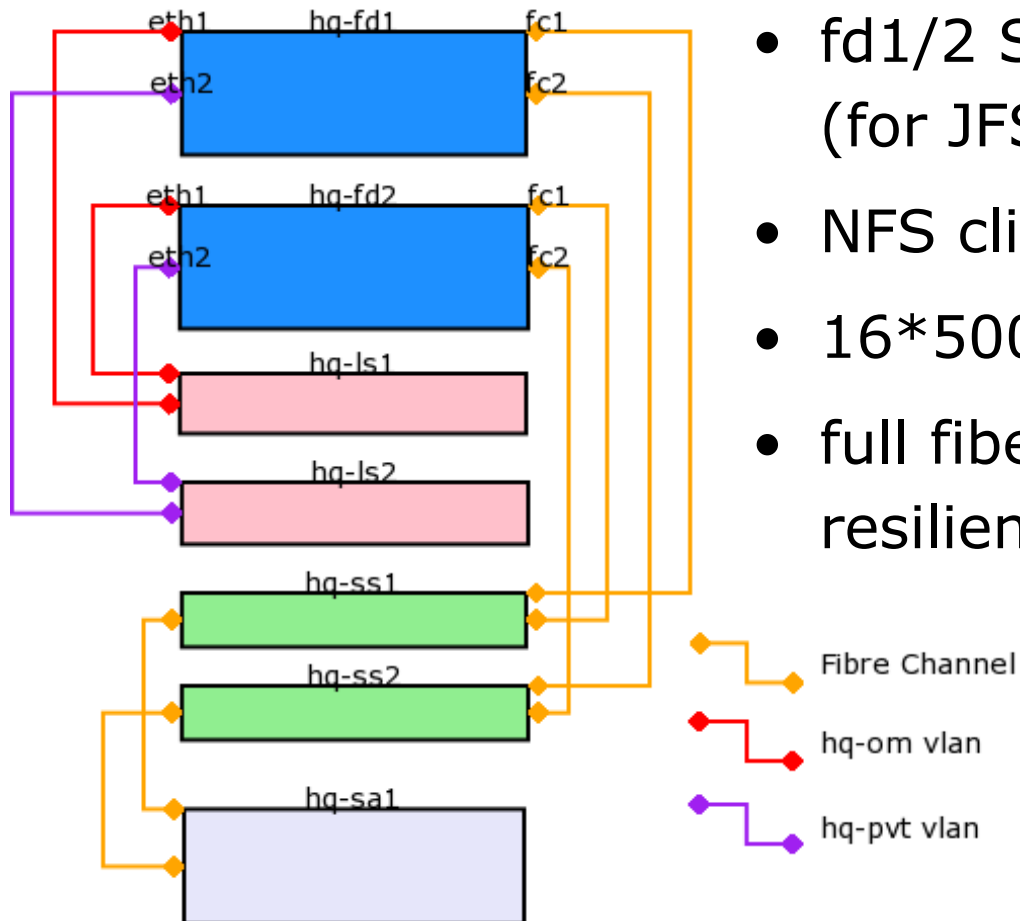 eth1 hq-fd1 fc1
eth2 fc2
eth1 hq-fd2 fc1
eth2 fc2
hq-ls1
hq-ls2
hq-ss1
hq-ss2
hq-sa1
• fd1/2 S
(for JFS
• NFS cli
• 16*500
• full fibe
resilien
Fibre Channel
hq-om vlan
hq-pvt vlan